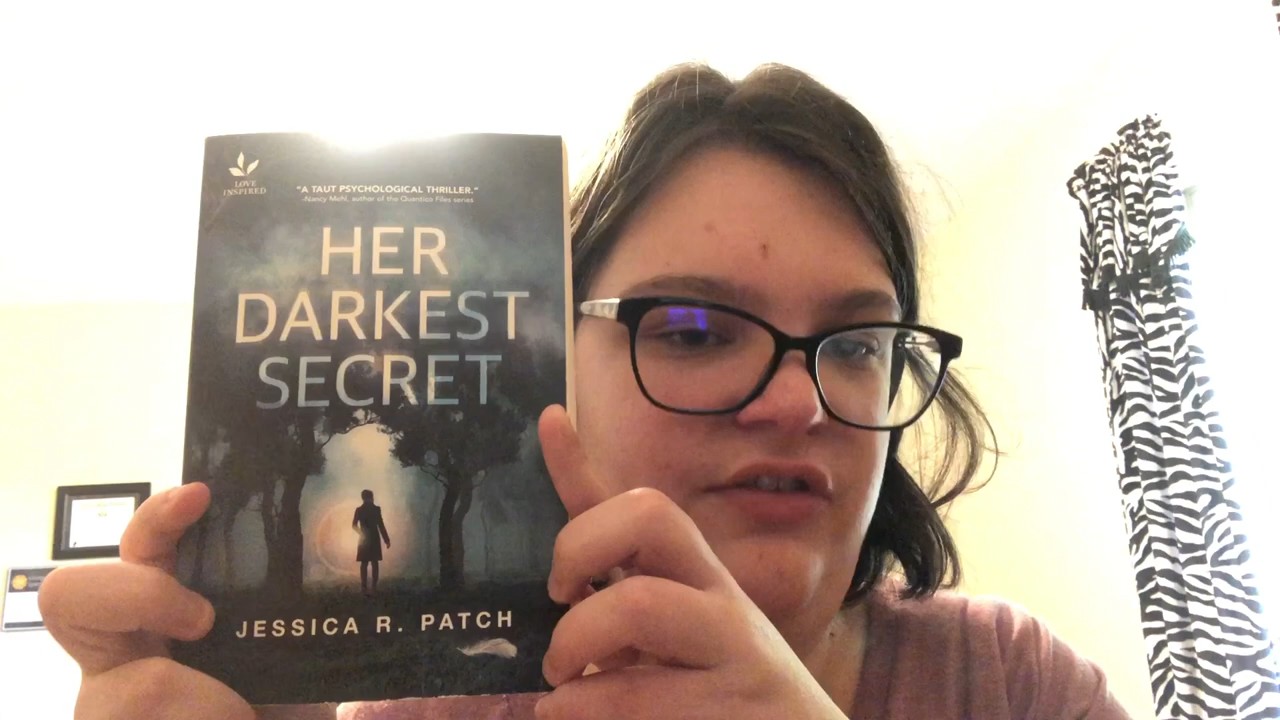 LOVE
INSPIRED
"A TAUT PSYCHOLOGICAL THRILLER."
-Nancy Mehl, author of the Quantico Files series
HER
DARKEST
SECRET
JESSICA R. PATCH